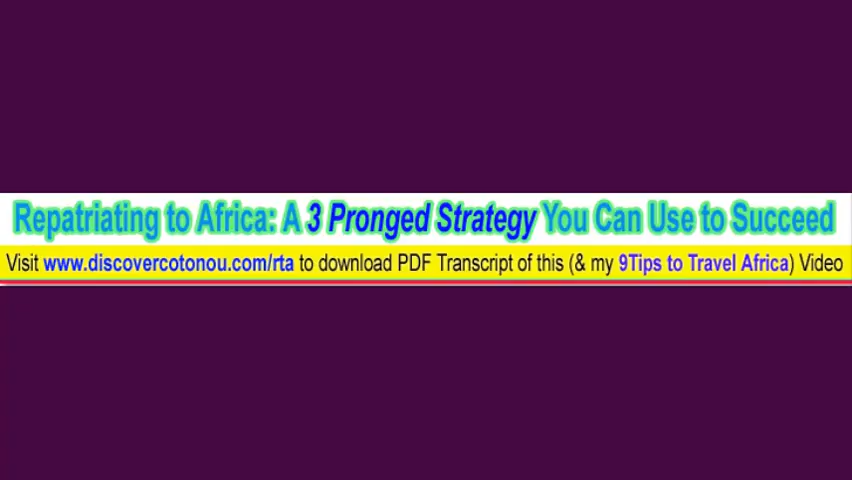 Repatriating to Africa: A 3 Pronged Strategy You Can Use to Succeed
Visit www.discovercotonou.com/rta to download PDF Transcript of this (& my 9Tips to Travel Africa) Video